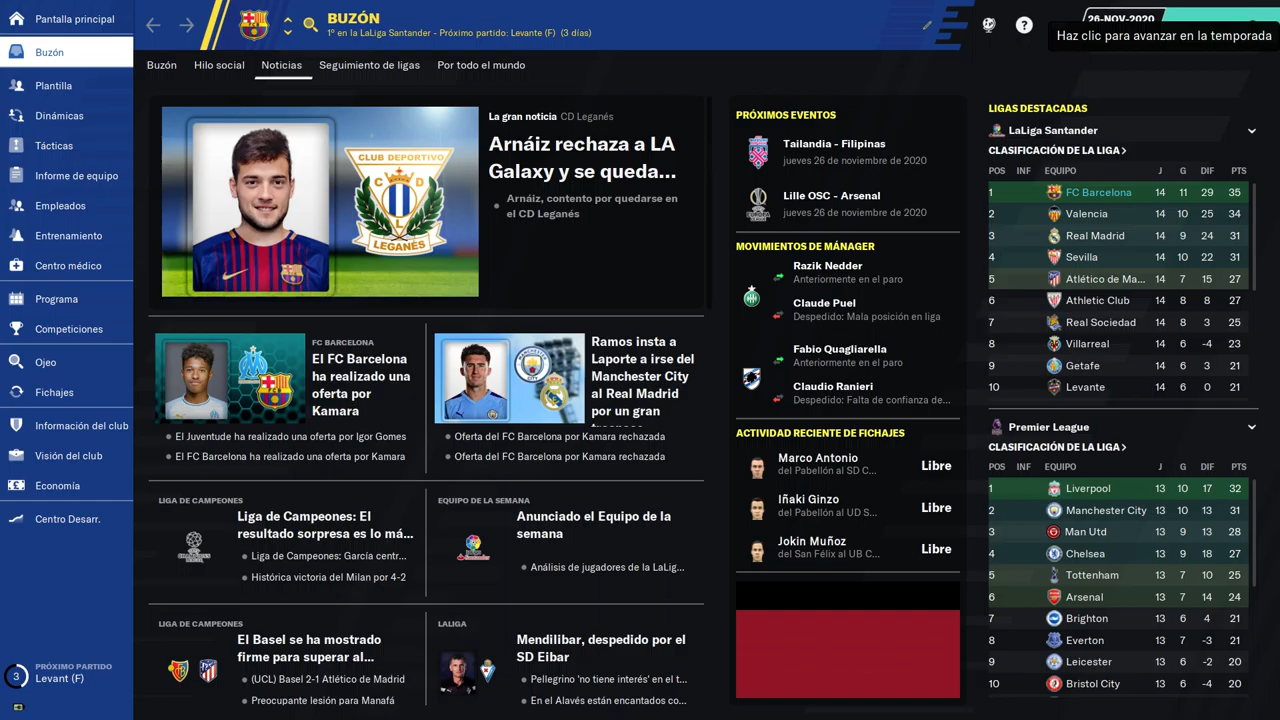 Pantalla principal
Buzón
Plantilla
Dinámicas
Tácticas
Informe de equipo
Empleados
Entrenamiento
Centro médico
Programa
Competiciones
Ojeo
Fichajes
Información del club
Visión del club
Economía
Centro Desarr.
3
PRÓXIMO PARTIDO
Levant (F)
BUZÓN
1º en la LaLiga Santander - Próximo partido: Levante (F) (3 días)
26-NOV-2020
Haz clic para avanzar en la temporada
Buzón Hilo social Noticias Seguimiento de ligas Por todo el mundo
CLUB DEPORTIVO
C D
L
LEGANÉS
La gran noticia CD Leganés
Arnáiz rechaza a LA
Galaxy y se queda...
Arnáiz, contento por quedarse en
el CD Leganés
FC BARCELONA
El FC Barcelona
ha realizado una
oferta por
Kamara
El Juventude ha realizado una oferta por Igor Gomes
El FC Barcelona ha realizado una oferta por Kamara
Ramos insta a
Laporte a irse del
Manchester City
al Real Madrid
por un gran
Oferta del FC Barcelona por Kamara rechazada
Oferta del FC Barcelona por Kamara rechazada
LIGA DE CAMPEONES
Liga de Campeones: El
resultado sorpresa es lo má...
Liga de Campeones: García centr...
Histórica victoria del Milan por 4-2
EQUIPO DE LA SEMANA
Anunciado el Equipo de la
semana
Análisis de jugadores de la LaLig...
LIGA DE CAMPEONES
El Basel se ha mostrado
firme para superar al...
(UCL) Basel 2-1 Atlético de Madrid
Preocupante lesión para Manafá
LALIGA
Mendilibar, despedido por el
SD Eibar
Pellegrino 'no tiene interés' en el t...
En el Alavés están encantados co...
PRÓXIMOS EVENTOS
Tailandia - Filipinas
jueves 26 de noviembre de 2020
Lille OSC - Arsenal
jueves 26 de noviembre de 2020
MOVIMIENTOS DE MÁNAGER
Razik Nedder
Anteriormente en el paro
Claude Puel
Despedido: Mala posición en liga
Fabio Quagliarella
Anteriormente en el paro
Claudio Ranieri
Despedido: Falta de confianza de...
ACTIVIDAD RECIENTE DE FICHAJES
Marco Antonio
del Pabellón al SD C...
Libre
Iñaki Ginzo
del Pabellón al UD S...
Libre
Jokin Muñoz
del San Félix al UB C...
Libre
LIGAS DESTACADAS
LaLiga Santander
CLASIFICACIÓN DE LA LIGA
POS INF EQUIPO J G DIF PTS
1 FC Barcelona 14 11 29 35
2 Valencia 14 10 25 34
3 Real Madrid 14 9 24 31
4 Sevilla 14 10 22 31
5 Atlético de Ma... 14 7 15 27
6 Athletic Club 14 8 8 27
7 Real Sociedad 14 8 3 25
8 Villarreal 14 6 -4 23
9 Getafe 14 6 3 21
10 Levante 14 6 0 21
Premier League
CLASIFICACIÓN DE LA LIGA
POS INF EQUIPO J G DIF PTS
1 Liverpool 13 10 17 32
2 Manchester City 13 10 13 31
3 Man Utd 13 9 13 28
4 Chelsea 13 9 18 27
5 Tottenham 13 7 10 25
6 Arsenal 13 7 14 24
7 Brighton 13 6 4 21
8 Everton 13 7 -3 21
9 Leicester 13 6 -2 20
10 Bristol City 13 6 -4 20